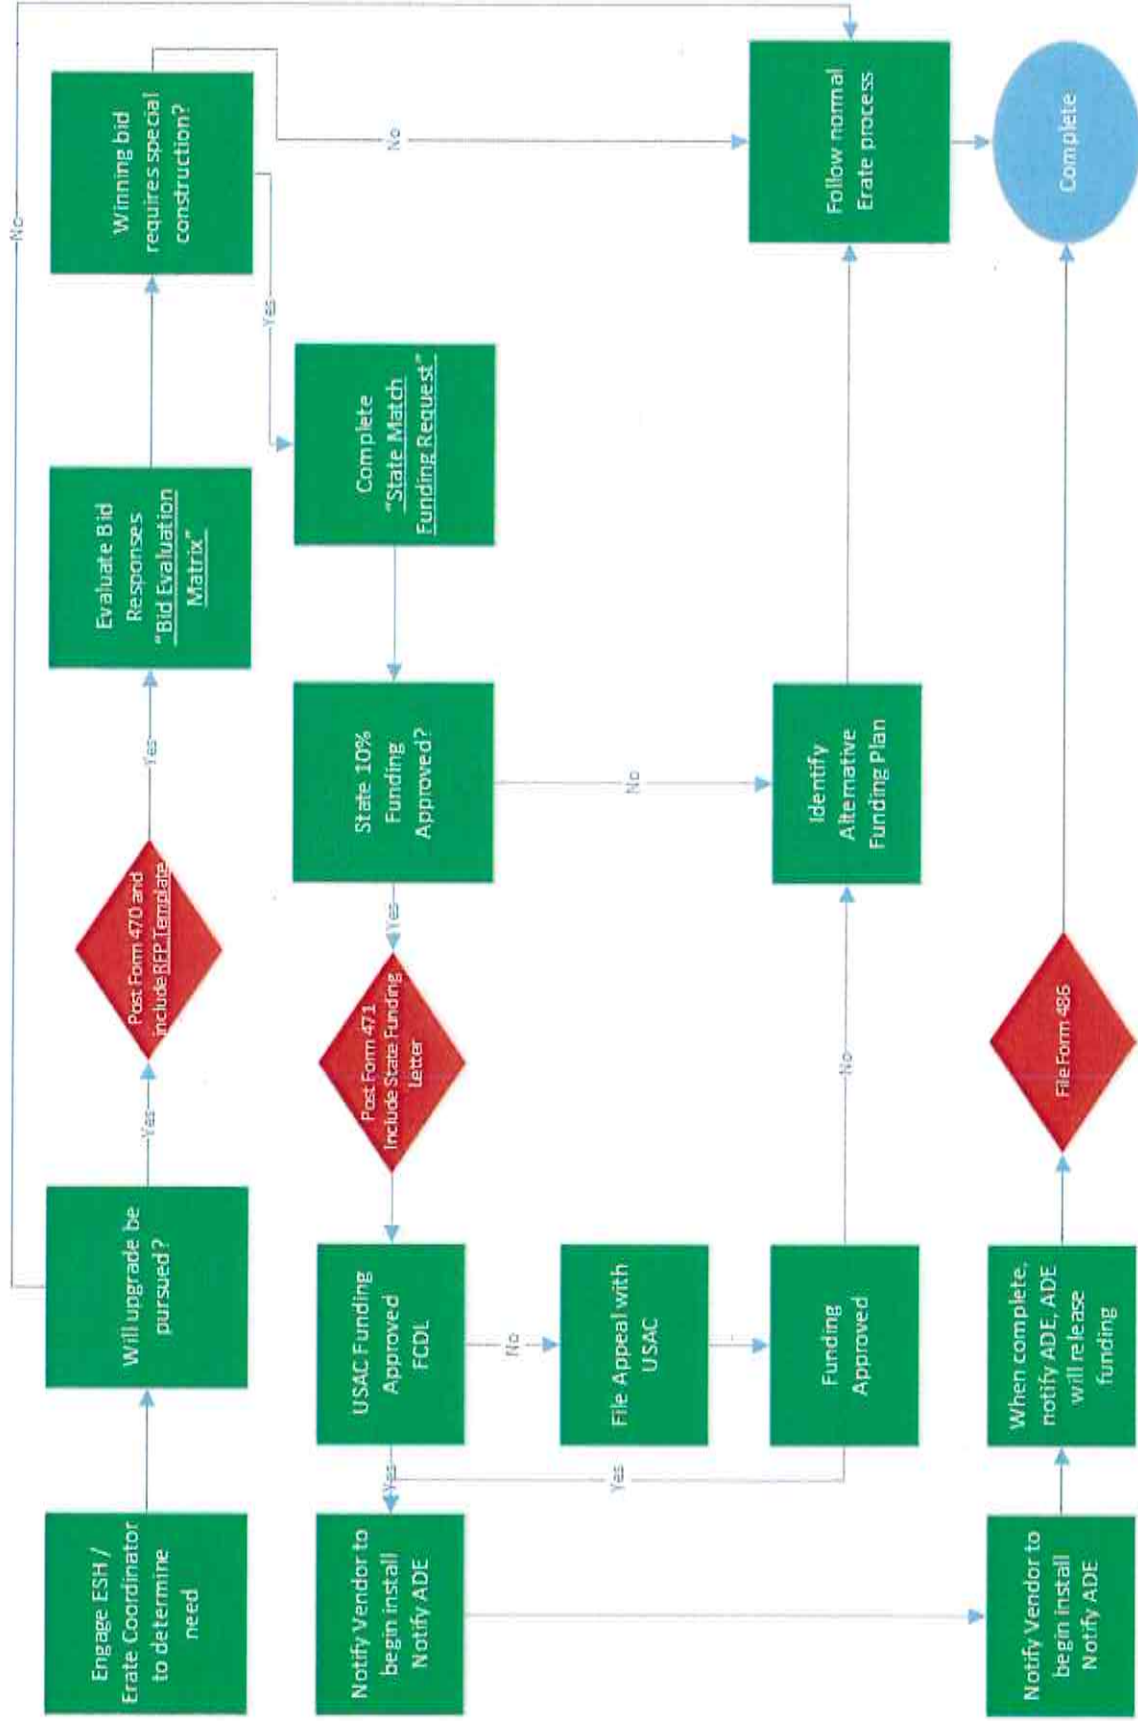 Engage ESH /
Erate Coordinator
to determine
need
Will upgrade be
pursued?
No
Yes
Post Form 470 and
include RFP Template
Yes
Evaluate Bid
Responses
"Bid Evaluation
Matrix"
Winning bid
requires special
construction?
No
Yes
Complete
"State Match
Funding Request"
State 10%
Funding
Approved?
No
Yes
Post Form 471
Include State Funding
Letter
USAC Funding
Approved
FCDL
Yes
No
Notify Vendor to
begin install
Notify ADE
File Appeal with
USAC
Funding
Approved
Yes
No
Identify
Alternative
Funding Plan
Follow normal
Erate process
Notify Vendor to
begin install
Notify ADE
When complete,
notify ADE, ADE
will release
funding
File Form 486
Complete